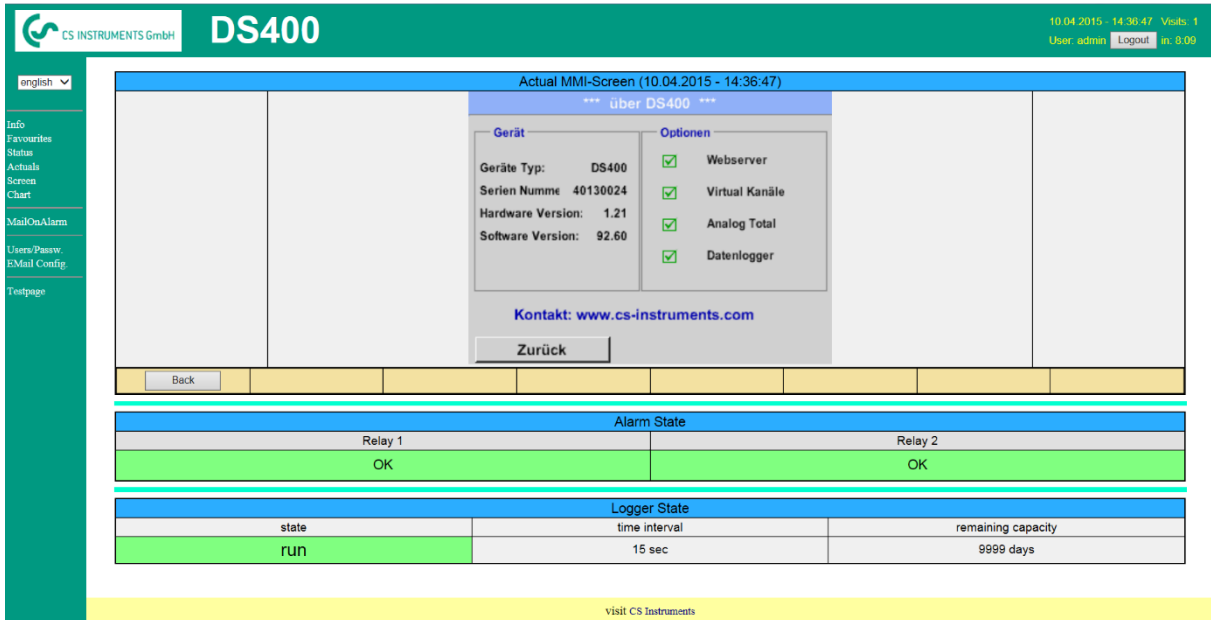 CS INSTRUMENTS GmbH
DS400
10.04.2015 - 14:36:47 Visits: 1
User: admin Logout in: 8:09
english
Info
Favourites
Status
Actuals
Screen
Chart
MailOnAlarm
Users/Passw.
EMail Config.
Testpage
Actual MMI-Screen (10.04.2015 - 14:36:47)
*** über DS400 ***
Gerät
Geräte Typ: DS400
Serien Numme 40130024
Hardware Version: 1.21
Software Version: 92.60
Optionen
Webserver
Virtual Kanäle
Analog Total
Datenlogger
Kontakt: www.cs-instruments.com
Zurück
Back
Alarm State
Relay 1 Relay 2
OK OK
Logger State
state time interval remaining capacity
run 15 sec 9999 days
visit CS Instruments